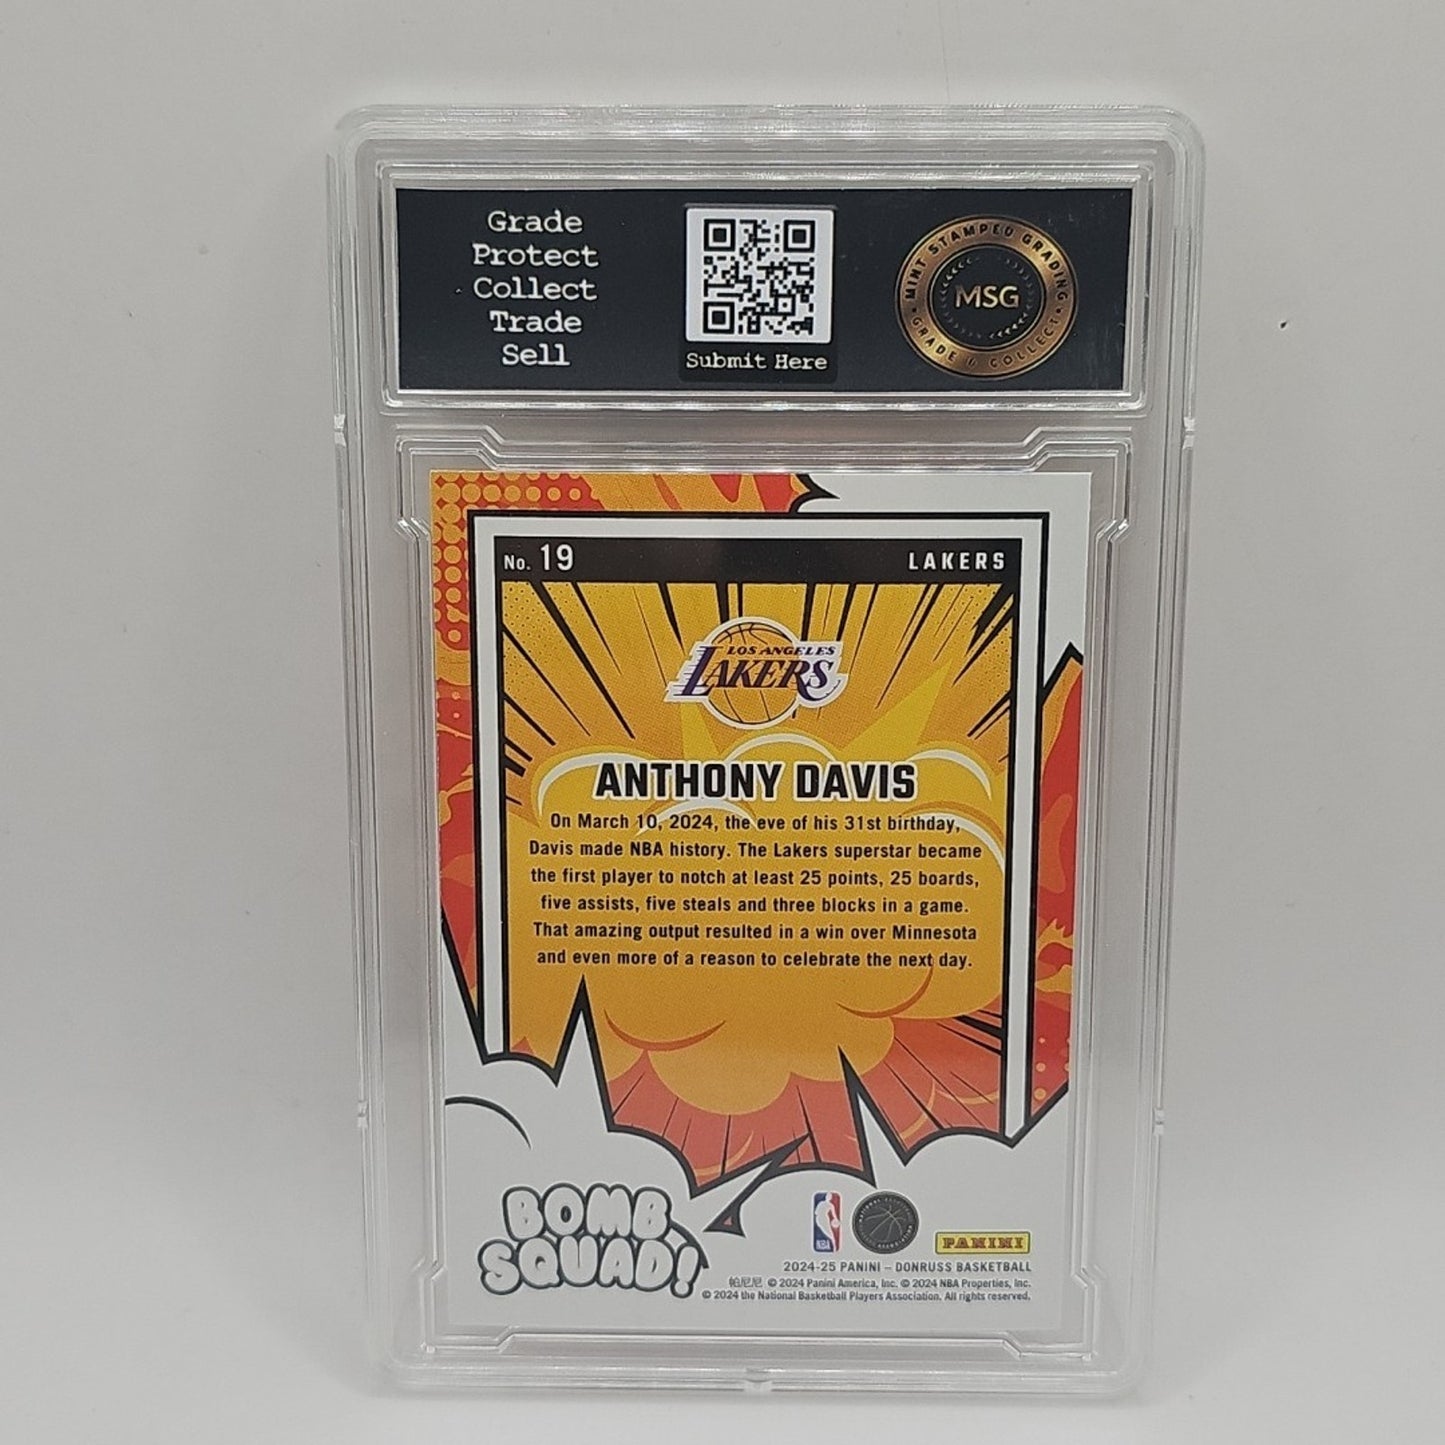 Grade
Protect
Collect
Trade
Sell
Submit Here
MINT STAMPED GRADING
MSG
GRADE & COLLECT
No. 19
LAKERS
LOS ANGELES
LAKERS
ANTHONY DAVIS
On March 10, 2024, the eve of his 31st birthday,
Davis made NBA history. The Lakers superstar became
the first player to notch at least 25 points, 25 boards,
five assists, five steals and three blocks in a game.
That amazing output resulted in a win over Minnesota
and even more of a reason to celebrate the next day.
BOMB
SQUAD!
NBA
PANINI
2024-25 PANINI – DONRUSS BASKETBALL
帕尼尼 © 2024 Panini America, Inc. © 2024 NBA Properties, Inc.
© 2024 the National Basketball Players Association. All rights reserved.